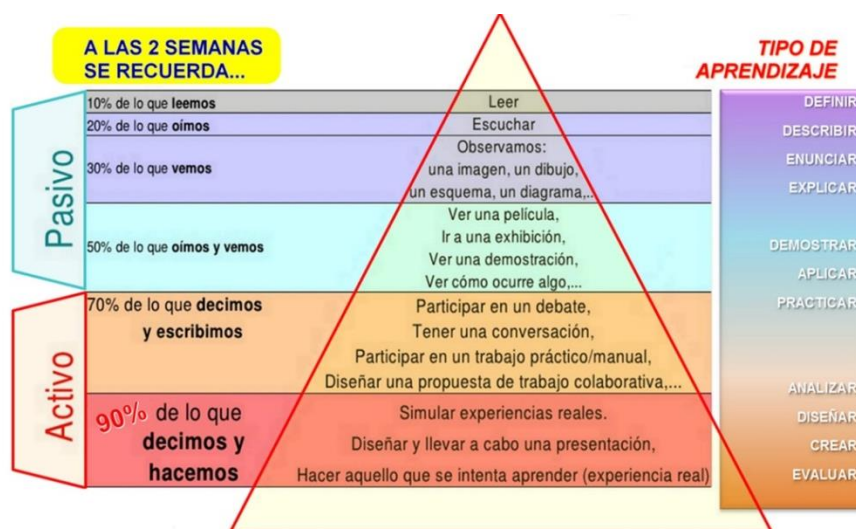 A LAS 2 SEMANAS
SE RECUERDA...
TIPO DE
APRENDIZAJE
Pasivo
10% de lo que leemos
Leer
20% de lo que oímos
Escuchar
30% de lo que vemos
Observamos:
una imagen, un dibujo,
un esquema, un diagrama,...
50% de lo que oímos y vemos
Ver una película,
Ir a una exhibición,
Ver una demostración,
Ver cómo ocurre algo,...
Activo
70% de lo que decimos
y escribimos
Participar en un debate,
Tener una conversación,
Participar en un trabajo práctico/manual,
Diseñar una propuesta de trabajo colaborativa,...
90% de lo que
decimos y
hacemos
Simular experiencias reales.
Diseñar y llevar a cabo una presentación,
Hacer aquello que se intenta aprender (experiencia real)
DEFINIR
DESCRIBIR
ENUNCIAR
EXPLICAR
DEMOSTRAR
APLICAR
PRACTICAR
ANALIZAR
DISEÑAR
CREAR
EVALUAR